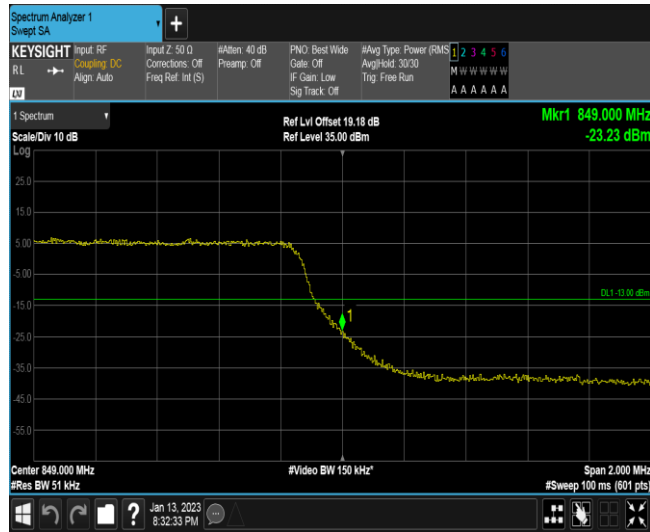 Spectrum Analyzer 1
Swept SA
+
KEYSIGHT
RL
LXI
Input: RF
Coupling: DC
Align: Auto
Input Z: 50 Ω
Corrections: Off
Freq Ref: Int (S)
#Atten: 40 dB
Preamp: Off
PNO: Best Wide
Gate: Off
IF Gain: Low
Sig Track: Off
#Avg Type: Power (RMS
Avg|Hold: 30/30
Trig: Free Run
1 2 3 4 5 6
M W W W W W
A A A A A A
1 Spectrum
Scale/Div 10 dB
Ref Lvl Offset 19.18 dB
Ref Level 35.00 dBm
Mkr1 849.000 MHz
-23.23 dBm
Log
25.0
15.0
5.00
-5.00
-15.0
-25.0
-35.0
-45.0
-55.0
DL1 -13.00 dBm
1
Center 849.000 MHz
#Res BW 51 kHz
#Video BW 150 kHz*
Span 2.000 MHz
#Sweep 100 ms (601 pts)
?
Jan 13, 2023
8:32:33 PM